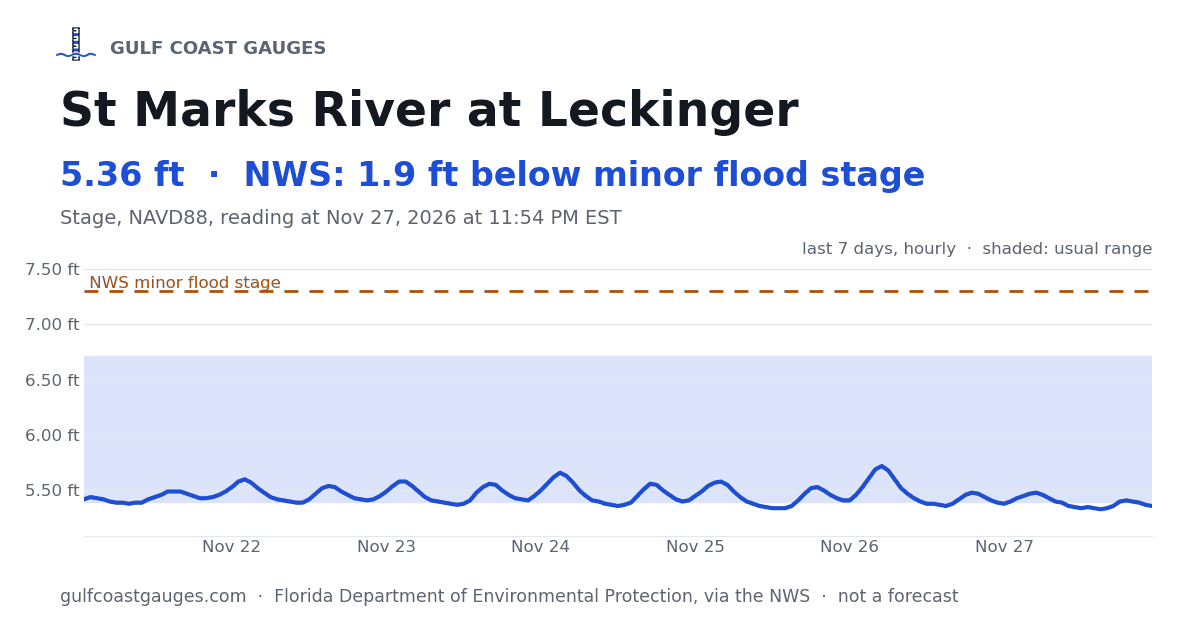 GULF COAST GAUGES
St Marks River at Leckinger
5.36 ft · NWS: 1.9 ft below minor flood stage
Stage, NAVD88, reading at Nov 27, 2026 at 11:54 PM EST
last 7 days, hourly · shaded: usual range
7.50 ft
NWS minor flood stage
7.00 ft
6.50 ft
6.00 ft
5.50 ft
Nov 22 Nov 23 Nov 24 Nov 25 Nov 26 Nov 27
gulfcoastgauges.com · Florida Department of Environmental Protection, via the NWS · not a forecast